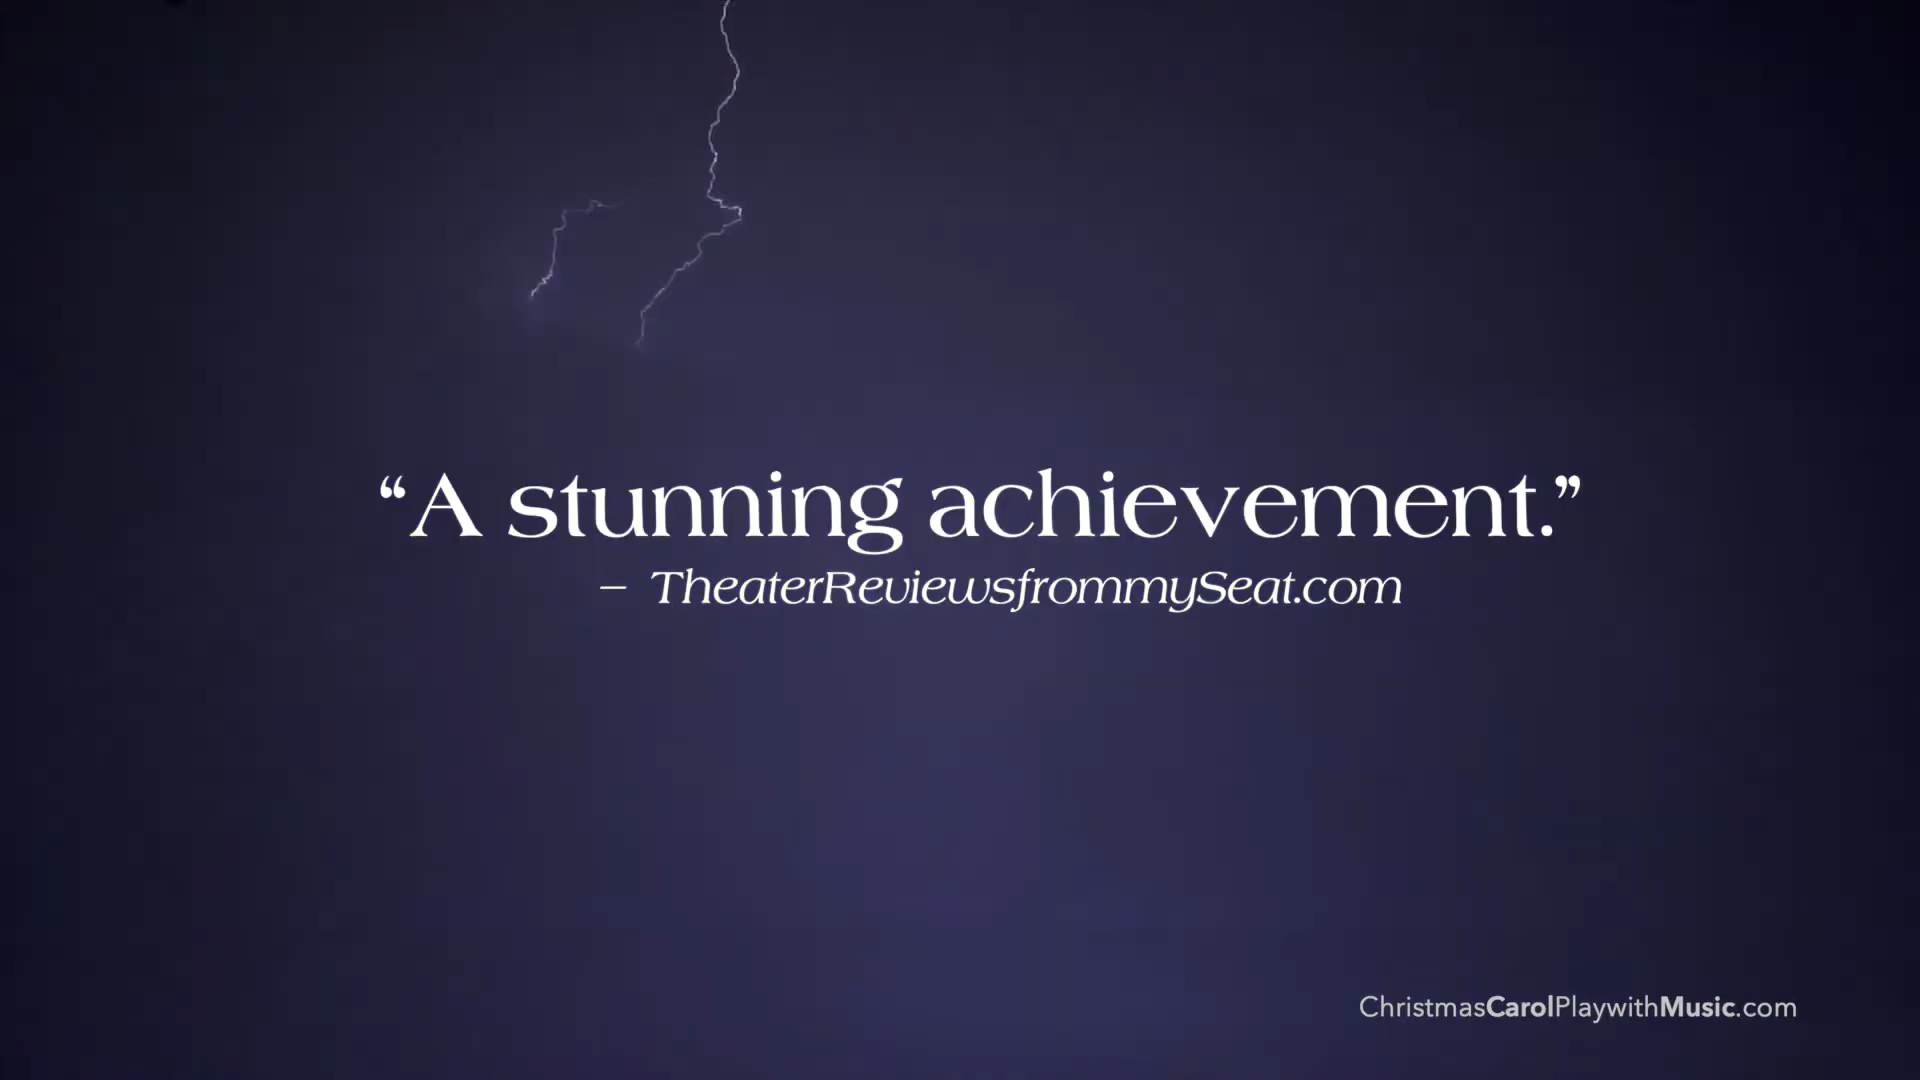 “A stunning achievement.”
– TheaterReviewsfrommySeat.com
ChristmasCarolPlaywithMusic.com